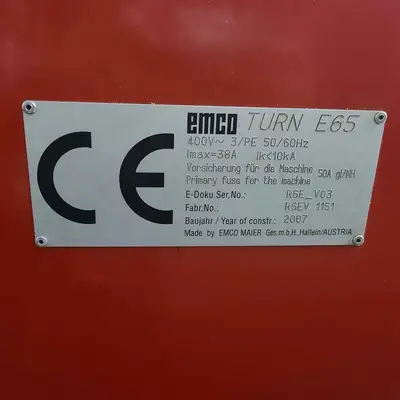 CE
emco TURN E65
400V~ 3/PE 50/60Hz
Imax=38A Ik<10kA
Vorsicherung für die Maschine 50A gl/NH
Primary fuse for the machine
E-Doku.Ser.No.: R6E_V03
Fabr.No.: R6EV 1151
Baujahr / Year of constr.: 2007
Made by EMCO MAIER Ges.m.b.H., Hallein/AUSTRIA